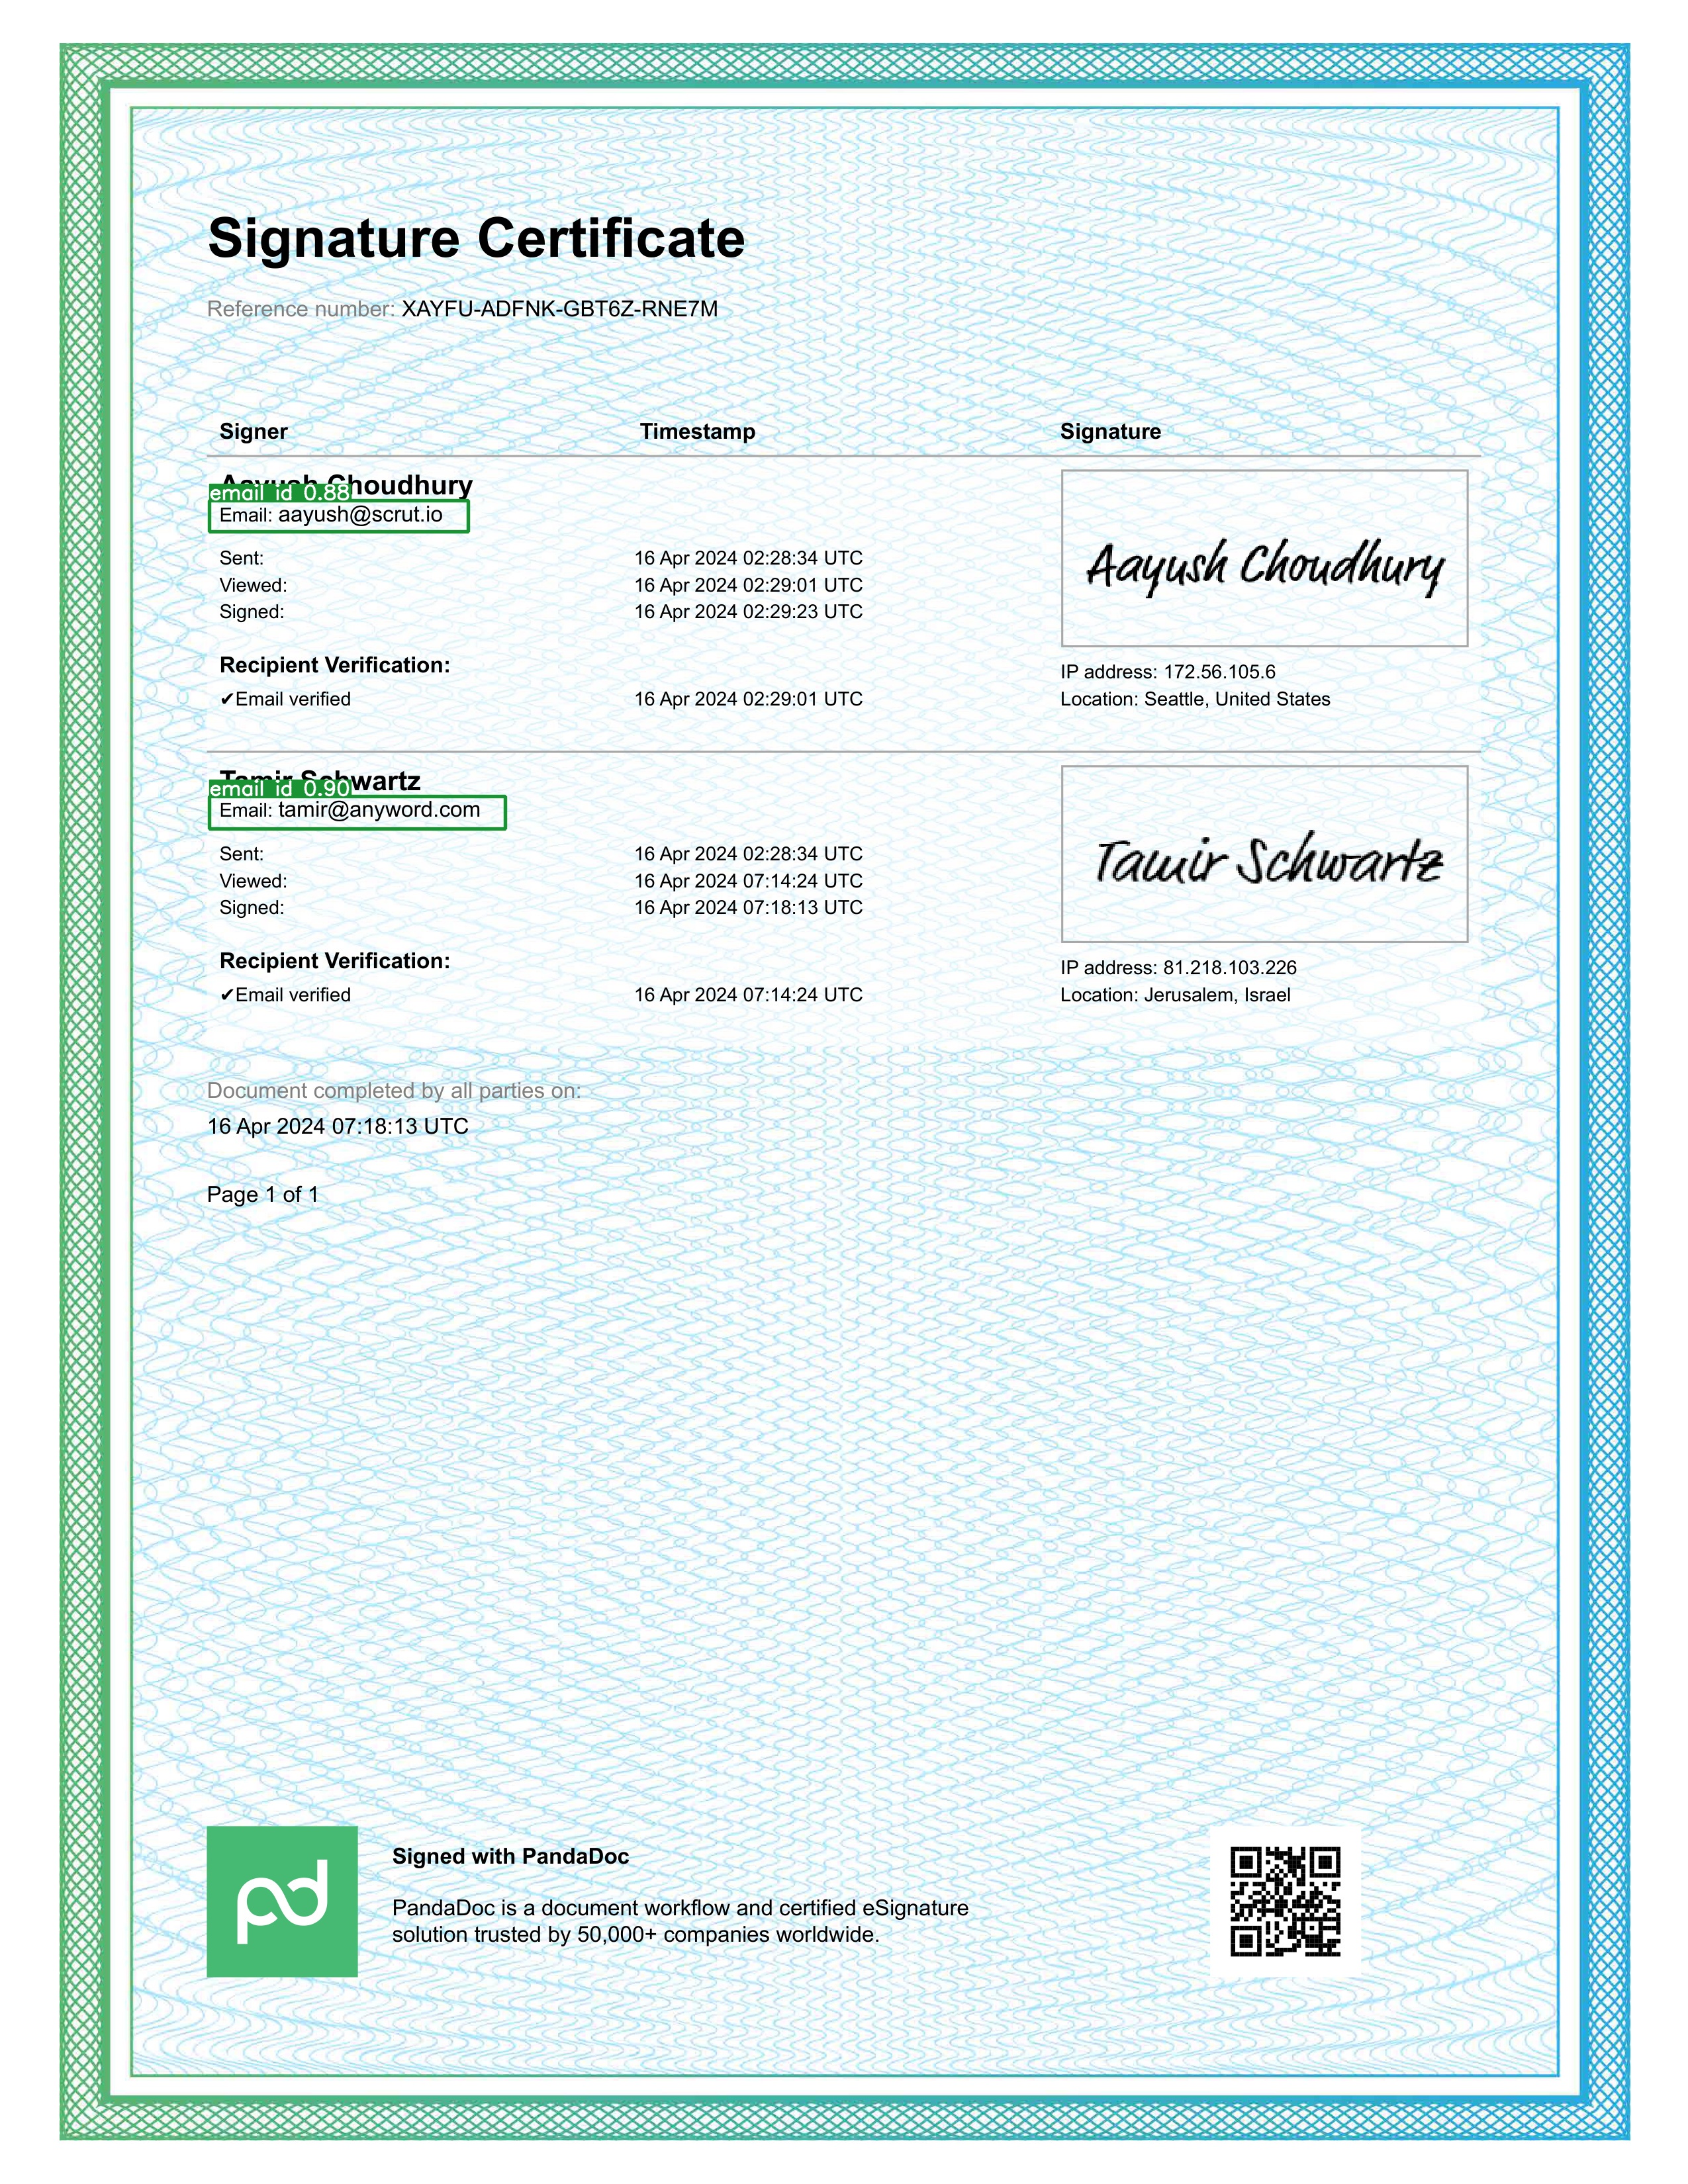 Signature Certificate
Reference number: XAYFU-ADFNK-GBT6Z-RNE7M
Signer Timestamp Signature
Aayush Choudhury
email id 0.88
Email: aayush@scrut.io
Sent: 16 Apr 2024 02:28:34 UTC
Viewed: 16 Apr 2024 02:29:01 UTC
Signed: 16 Apr 2024 02:29:23 UTC
Aayush Choudhury
Recipient Verification:
IP address: 172.56.105.6
✔Email verified 16 Apr 2024 02:29:01 UTC
Location: Seattle, United States
Tamir Schwartz
email id 0.90
Email: tamir@anyword.com
Sent: 16 Apr 2024 02:28:34 UTC
Viewed: 16 Apr 2024 07:14:24 UTC
Signed: 16 Apr 2024 07:18:13 UTC
Tamir Schwartz
Recipient Verification:
IP address: 81.218.103.226
✔Email verified 16 Apr 2024 07:14:24 UTC
Location: Jerusalem, Israel
Document completed by all parties on:
16 Apr 2024 07:18:13 UTC
Page 1 of 1
pd
Signed with PandaDoc
PandaDoc is a document workflow and certified eSignature
solution trusted by 50,000+ companies worldwide.